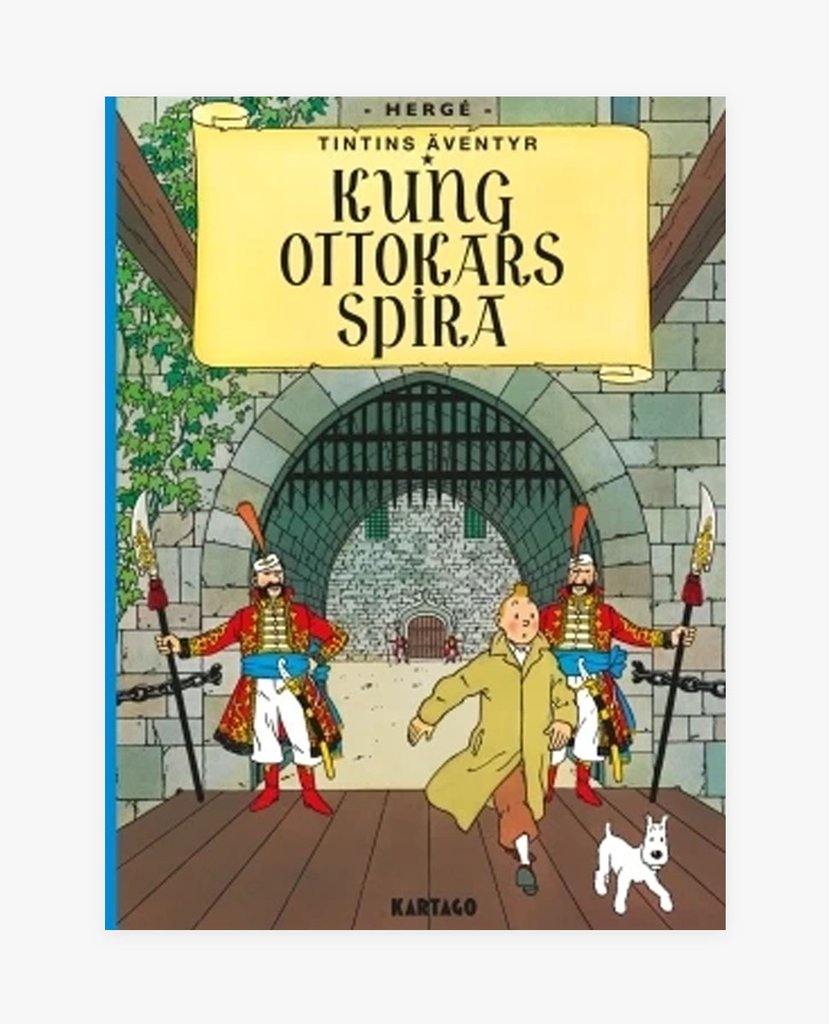 - HERGÉ -
TINTINS ÄVENTYR
KUNG
OTTOKARS
SPIRA
KARTAGO